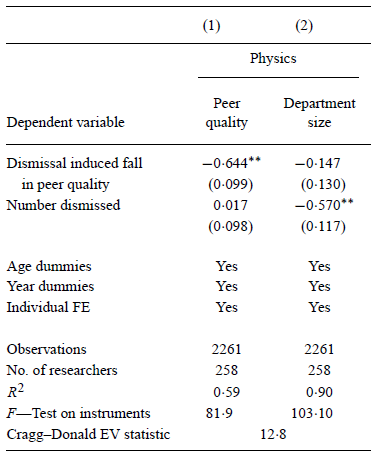 (1) (2)
Physics
Peer Department
Dependent variable quality size
Dismissal induced fall −0·644** −0·147
in peer quality (0·099) (0·130)
Number dismissed 0·017 −0·570**
(0·098) (0·117)
Age dummies Yes Yes
Year dummies Yes Yes
Individual FE Yes Yes
Observations 2261 2261
No. of researchers 258 258
R² 0·59 0·90
F—Test on instruments 81·9 103·10
Cragg–Donald EV statistic 12·8